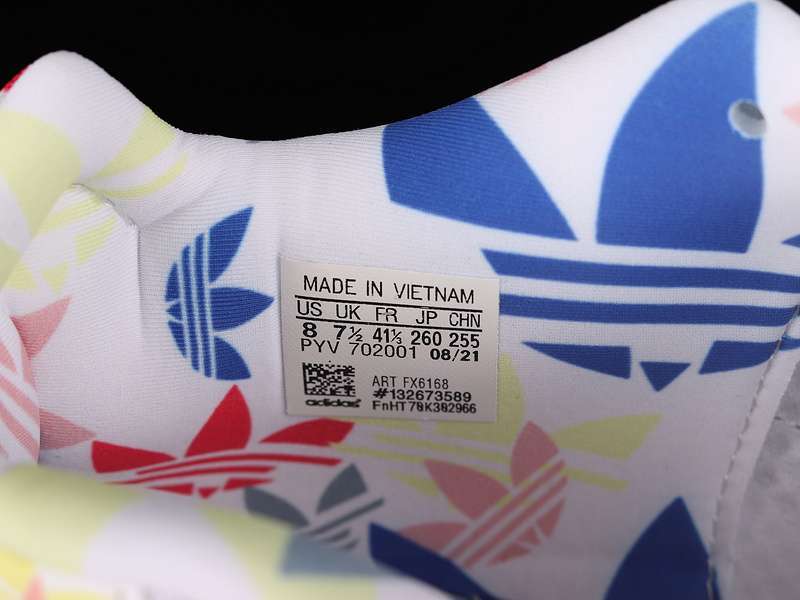 MADE IN VIETNAM
US UK FR JP CHN
8 7½ 41⅓ 260 255
PYV 702001 08/21
ART FX6168
#132673589
adidas FnHT70K382966